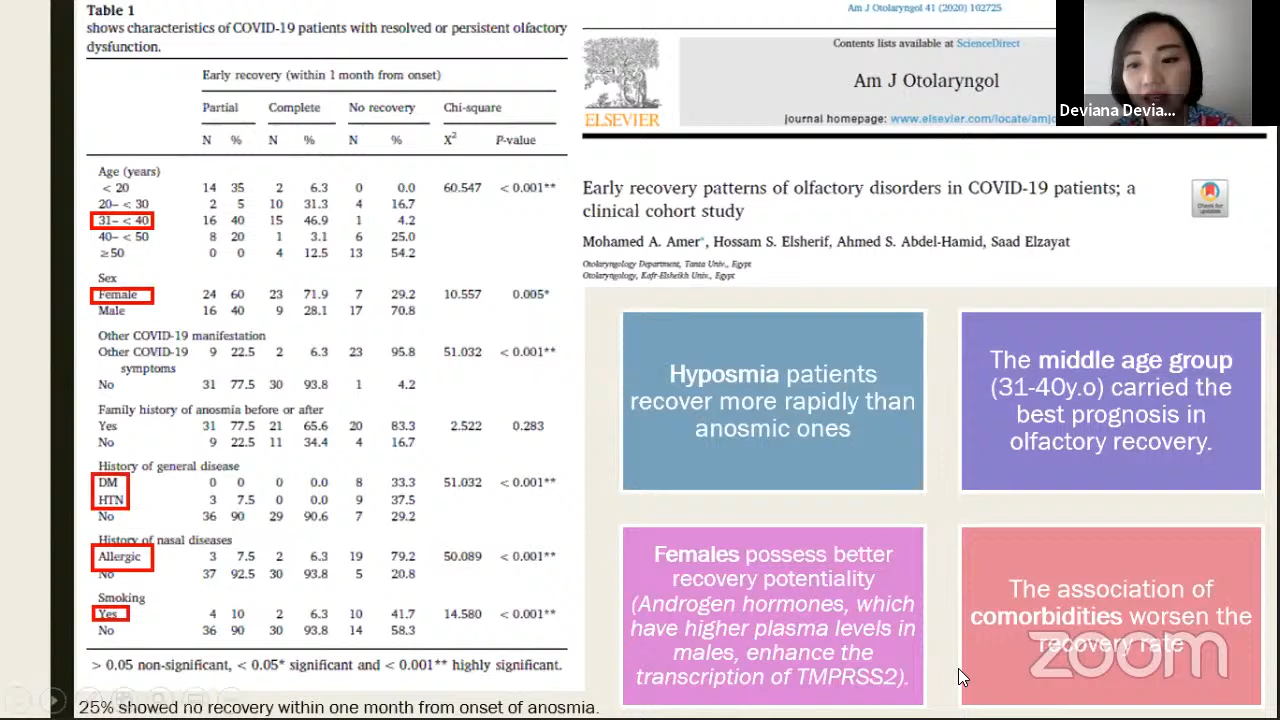 Table 1
shows characteristics of COVID-19 patients with resolved or persistent olfactory
dysfunction.
Early recovery (within 1 month from onset)
Partial Complete No recovery Chi-square
N % N % N % X² P-value
Age (years)
< 20 14 35 2 6.3 0 0.0 60.547 < 0.001**
20– < 30 2 5 10 31.3 4 16.7
31– < 40 16 40 15 46.9 1 4.2
40– < 50 8 20 1 3.1 6 25.0
≥50 0 0 4 12.5 13 54.2
Sex
Female 24 60 23 71.9 7 29.2 10.557 0.005*
Male 16 40 9 28.1 17 70.8
Other COVID-19 manifestation
Other COVID-19 9 22.5 2 6.3 23 95.8 51.032 < 0.001**
symptoms
No 31 77.5 30 93.8 1 4.2
Family history of anosmia before or after
Yes 31 77.5 21 65.6 20 83.3 2.522 0.283
No 9 22.5 11 34.4 4 16.7
History of general disease
DM 0 0 0 0.0 8 33.3 51.032 < 0.001**
HTN 3 7.5 0 0.0 9 37.5
No 36 90 29 90.6 7 29.2
History of nasal diseases
Allergic 3 7.5 2 6.3 19 79.2 50.089 < 0.001**
No 37 92.5 30 93.8 5 20.8
Smoking
Yes 4 10 2 6.3 10 41.7 14.580 < 0.001**
No 36 90 30 93.8 14 58.3
> 0.05 non-significant, < 0.05* significant and < 0.001** highly significant.
25% showed no recovery within one month from onset of anosmia.
Am J Otolaryngol 41 (2020) 102725
Contents lists available at ScienceDirect
Am J Otolaryngol
journal homepage: www.elsevier.com/locate/amjo
ELSEVIER
Deviana Devia...
Early recovery patterns of olfactory disorders in COVID-19 patients; a
clinical cohort study
Check for
updates
Mohamed A. Amer*, Hossam S. Elsherif, Ahmed S. Abdel-Hamid, Saad Elzayat
Otolaryngology Department, Tanta Univ., Egypt
Otolaryngology, Kafr-Elsheikh Univ., Egypt
Hyposmia patients
recover more rapidly than
anosmic ones
The middle age group
(31-40y.o) carried the
best prognosis in
olfactory recovery.
Females possess better
recovery potentiality
(Androgen hormones, which
have higher plasma levels in
males, enhance the
transcription of TMPRSS2).
The association of
comorbidities worsen the
recovery rate
zoom